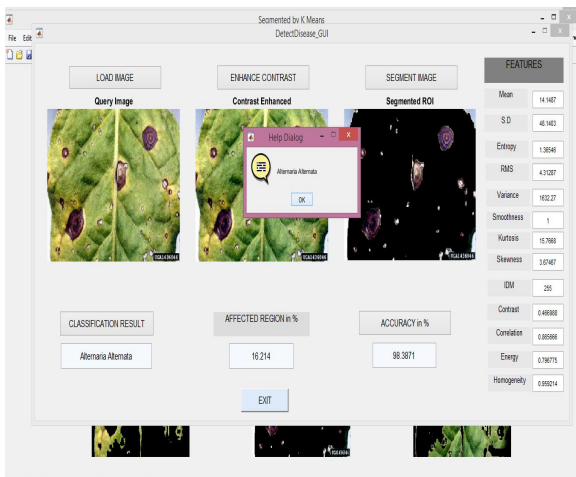 Segmented by K Means
File Edit
DetectDisease_GUI
LOAD IMAGE
ENHANCE CONTRAST
SEGMENT IMAGE
FEATURES
Query Image
Contrast Enhanced
Segmented ROI
Mean 14.1487
S.D 48.1403
Entropy 1.36546
RMS 4.31287
Variance 1632.27
Smoothness 1
Kurtosis 15.7668
Skewness 3.67467
IDM 255
Contrast 0.466988
Correlation 0.885666
Energy 0.796775
Homogeneity 0.959214
Help Dialog
Alternaria Alternata
OK
CLASSIFICATION RESULT
AFFECTED REGION in %
ACCURACY in %
Alternaria Alternata
16.214
98.3871
EXIT